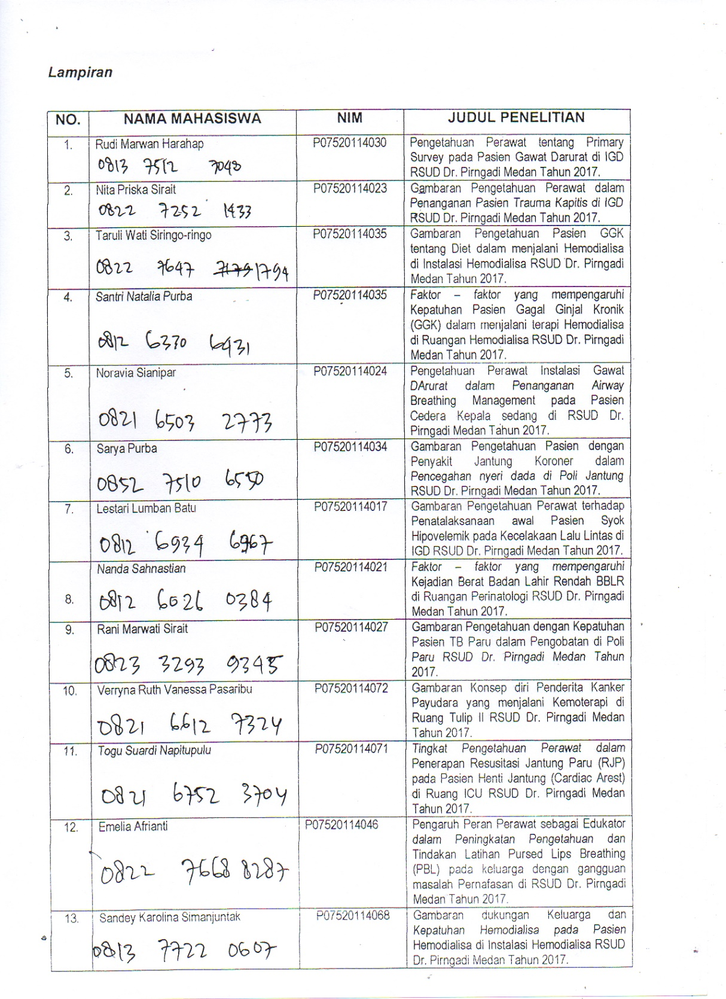 Lampiran
NO. NAMA MAHASISWA NIM JUDUL PENELITIAN
1. Rudi Marwan Harahap P07520114030 Pengetahuan Perawat tentang Primary
Survey pada Pasien Gawat Darurat di IGD
0813 7512 7048 RSUD Dr. Pirngadi Medan Tahun 2017.
2. Nita Priska Sirait P07520114023 Gambaran Pengetahuan Perawat dalam
0822 7252 1433 Penanganan Pasien Trauma Kapitis di IGD
RSUD Dr. Pirngadi Medan Tahun 2017.
3. Taruli Wati Siringo-ringo P07520114035 Gambaran Pengetahuan Pasien GGK
tentang Diet dalam menjalani Hemodialisa
0822 7647 1794 di Instalasi Hemodialisa RSUD Dr. Pirngadi
Medan Tahun 2017.
4. Santri Natalia Purba P07520114035 Faktor – faktor yang mempengaruhi
Kepatuhan Pasien Gagal Ginjal Kronik
(GGK) dalam menjalani terapi Hemodialisa
0812 6330 6431 di Ruangan Hemodialisa RSUD Dr. Pirngadi
Medan Tahun 2017.
5. Noravia Sianipar P07520114024 Pengetahuan Perawat Instalasi Gawat
DArurat dalam Penanganan Airway
Breathing Management pada Pasien
0821 6503 2773 Cedera Kepala sedang di RSUD Dr.
Pirngadi Medan Tahun 2017.
6. Sarya Purba P07520114034 Gambaran Pengetahuan Pasien dengan
Penyakit Jantung Koroner dalam
0852 7510 6550 Pencegahan nyeri dada di Poli Jantung
RSUD Dr. Pirngadi Medan Tahun 2017.
7. Lestari Lumban Batu P07520114017 Gambaran Pengetahuan Perawat terhadap
Penatalaksanaan awal Pasien Syok
0812 6934 6967 Hipovelemik pada Kecelakaan Lalu Lintas di
IGD RSUD Dr. Pirngadi Medan Tahun 2017.
Nanda Sahnastian P07520114021 Faktor – faktor yang mempengaruhi
Kejadian Berat Badan Lahir Rendah BBLR
8. 0812 6026 0384 di Ruangan Perinatologi RSUD Dr. Pirngadi
Medan Tahun 2017.
9. Rani Marwati Sirait P07520114027 Gambaran Pengetahuan dengan Kepatuhan
Pasien TB Paru dalam Pengobatan di Poli
0823 3293 9345 Paru RSUD Dr. Pirngadi Medan Tahun
2017.
10. Verryna Ruth Vanessa Pasaribu P07520114072 Gambaran Konsep diri Penderita Kanker
Payudara yang menjalani Kemoterapi di
0821 6612 7324 Ruang Tulip II RSUD Dr. Pirngadi Medan
Tahun 2017.
11. Togu Suardi Napitupulu P07520114071 Tingkat Pengetahuan Perawat dalam
Penerapan Resusitasi Jantung Paru (RJP)
pada Pasien Henti Jantung (Cardiac Arest)
0821 6752 3704 di Ruang ICU RSUD Dr. Pirngadi Medan
Tahun 2017.
12. Emelia Afrianti P07520114046 Pengaruh Peran Perawat sebagai Edukator
dalam Peningkatan Pengetahuan dan
Tindakan Latihan Pursed Lips Breathing
0822 7668 8287 (PBL) pada keluarga dengan gangguan
masalah Pernafasan di RSUD Dr. Pirngadi
Medan Tahun 2017.
13. Sandey Karolina Simanjuntak P07520114068 Gambaran dukungan Keluarga dan
Kepatuhan Hemodialisa pada Pasien
0813 7722 0607 Hemodialisa di Instalasi Hemodialisa RSUD
Dr. Pirngadi Medan Tahun 2017.